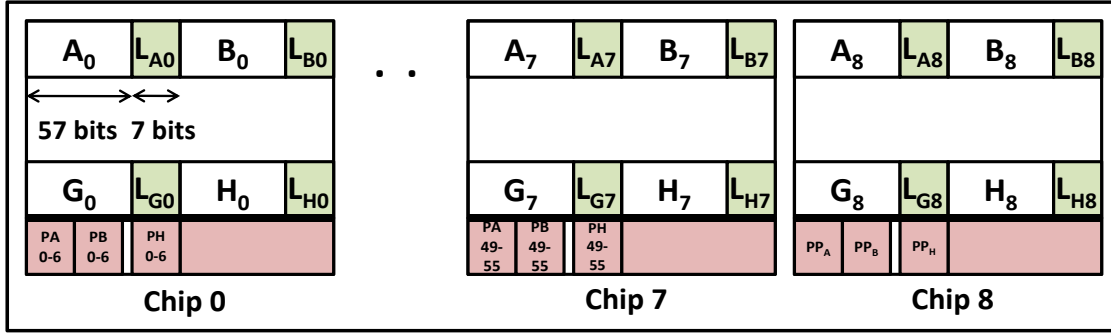 A0 LA0 B0 LB0 . . A7 LA7 B7 LB7 A8 LA8 B8 LB8
57 bits 7 bits
G0 LG0 H0 LH0 G7 LG7 H7 LH7 G8 LG8 H8 LH8
PA PB PH PA PB PH
0-6 0-6 0-6 49- 49- 49- PPA PPB PPH
55 55 55
Chip 0 Chip 7 Chip 8